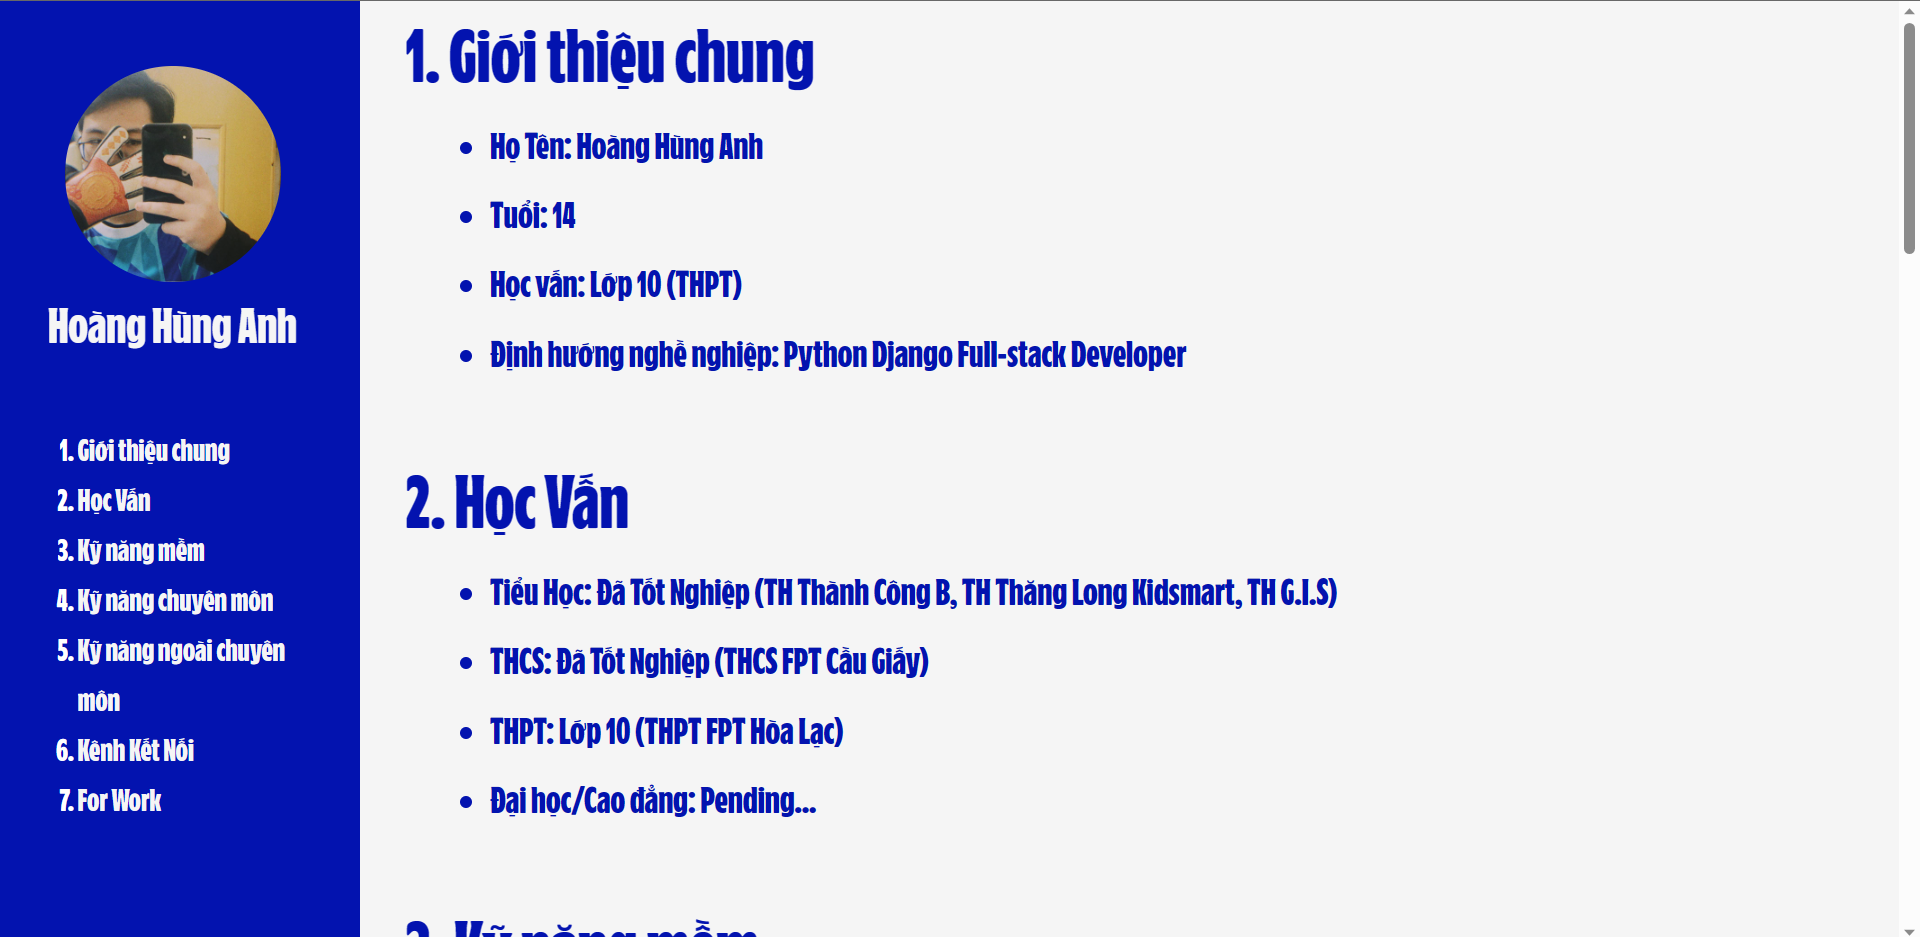 Hoàng Hùng Anh
1. Giới thiệu chung
2. Học Vấn
3. Kỹ năng mềm
4. Kỹ năng chuyên môn
5. Kỹ năng ngoài chuyên
môn
6. Kênh Kết Nối
7. For Work
1. Giới thiệu chung
Họ Tên: Hoàng Hùng Anh
Tuổi: 14
Học vấn: Lớp 10 (THPT)
Định hướng nghề nghiệp: Python Django Full-stack Developer
2. Học Vấn
Tiểu Học: Đã Tốt Nghiệp (TH Thành Công B, TH Thăng Long Kidsmart, TH G.I.S)
THCS: Đã Tốt Nghiệp (THCS FPT Cầu Giấy)
THPT: Lớp 10 (THPT FPT Hòa Lạc)
Đại học/Cao đẳng: Pending...
3. Kỹ năng mềm